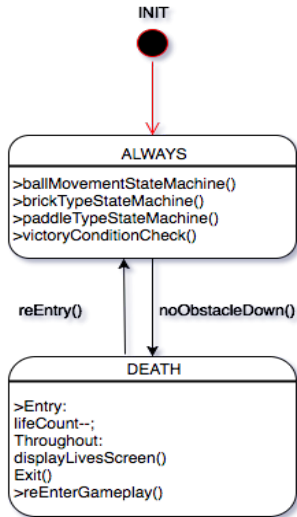 INIT
ALWAYS
>ballMovementStateMachine()
>brickTypeStateMachine()
>paddleTypeStateMachine()
>victoryConditionCheck()
reEntry()
noObstacleDown()
DEATH
>Entry:
lifeCount--;
Throughout:
displayLivesScreen()
Exit()
>reEnterGameplay()